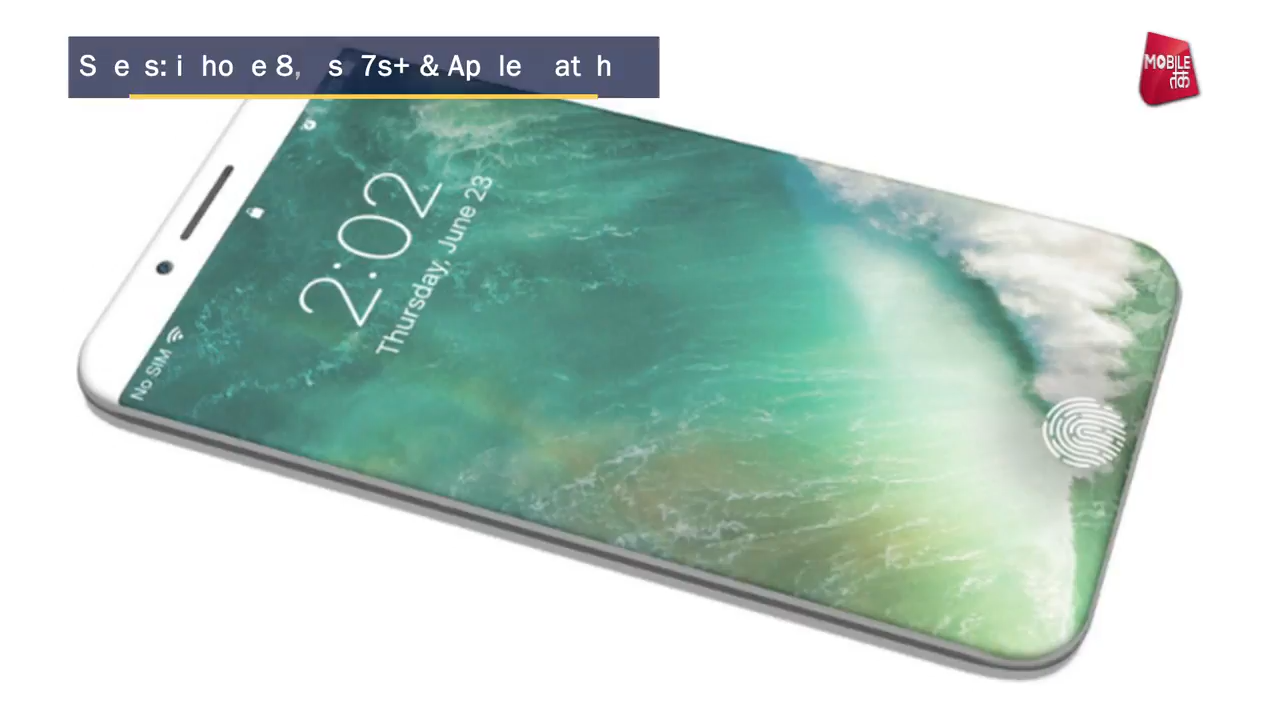 S e s: i ho e 8, s 7s+ & Ap le at h
MOBILE
तक
2:02
Thursday, June 23
No SIM